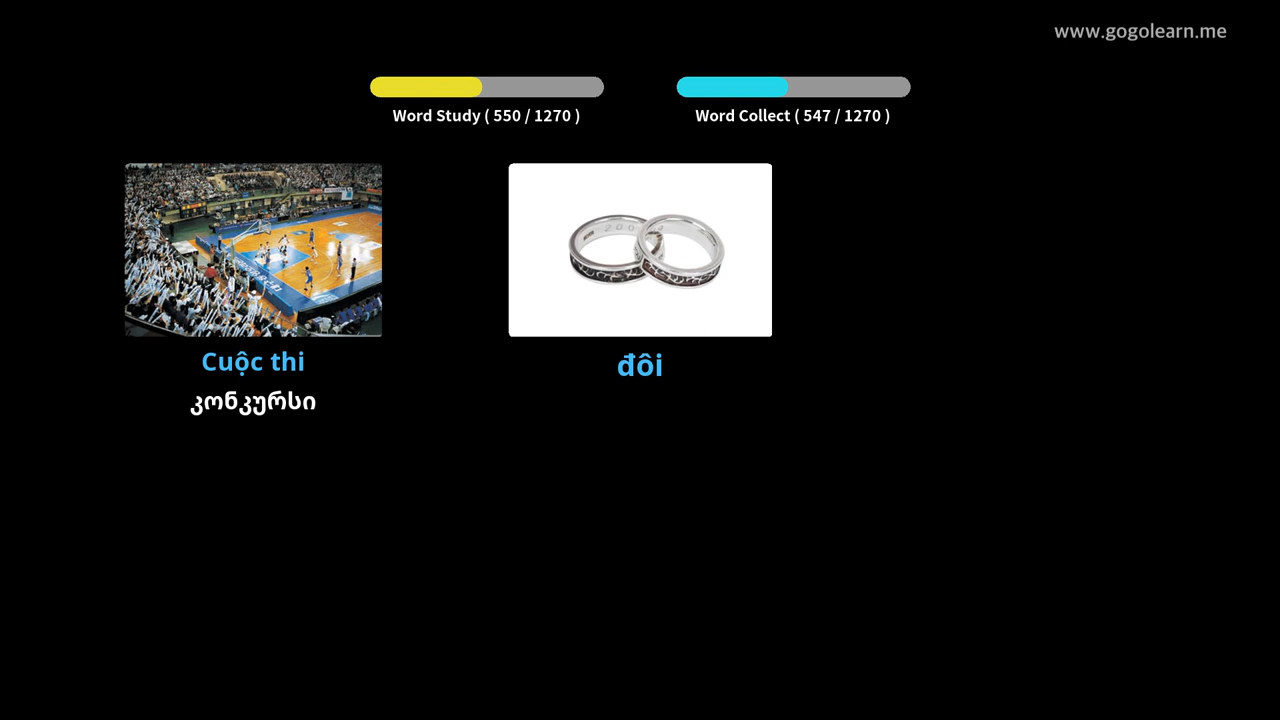 www.gogolearn.me
Word Study ( 550 / 1270 )
Word Collect ( 547 / 1270 )
Cuộc thi
კონკურსი
đôi